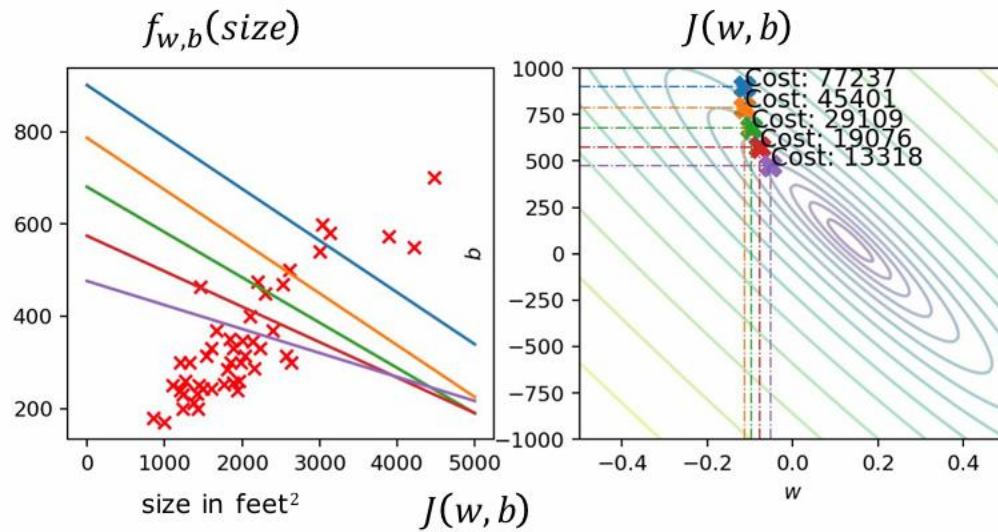 f_{w,b}(size)
J(w,b)
800
600
400
200
0
1000
2000
3000
4000
5000
size in feet²
1000
750
500
250
0
−250
−500
−750
−1000
b
Cost: 77237
Cost: 45401
Cost: 29109
Cost: 19076
Cost: 13318
−0.4
−0.2
0.0
0.2
0.4
w
J(w,b)